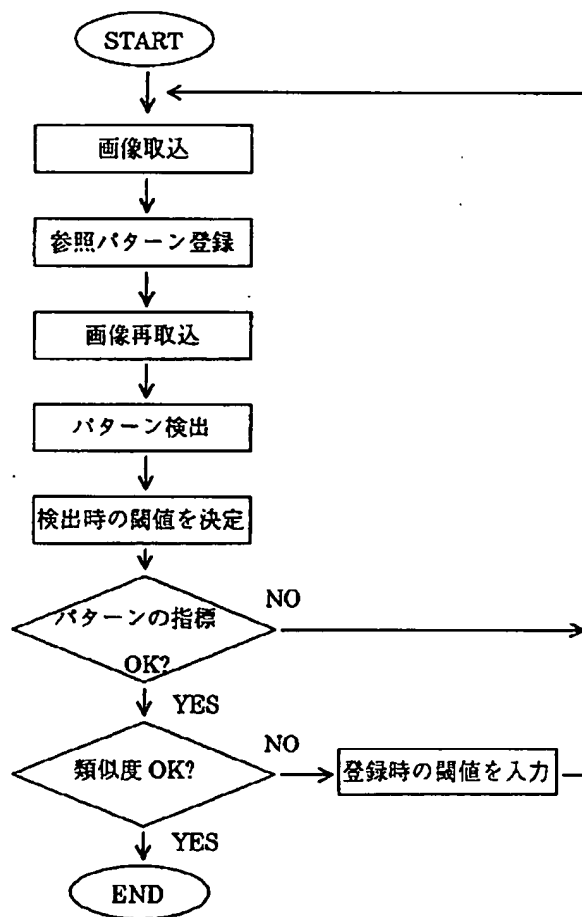 START
画像取込
参照パターン登録
画像再取込
パターン検出
検出時の閾値を決定
パターンの指標
OK?
NO
YES
類似度 OK?
NO
登録時の閾値を入力
YES
END